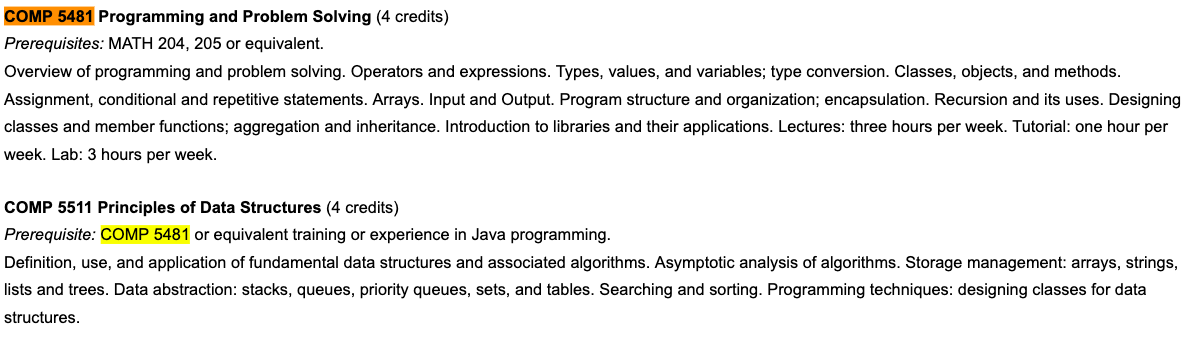 COMP 5481 Programming and Problem Solving (4 credits)
Prerequisites: MATH 204, 205 or equivalent.
Overview of programming and problem solving. Operators and expressions. Types, values, and variables; type conversion. Classes, objects, and methods.
Assignment, conditional and repetitive statements. Arrays. Input and Output. Program structure and organization; encapsulation. Recursion and its uses. Designing
classes and member functions; aggregation and inheritance. Introduction to libraries and their applications. Lectures: three hours per week. Tutorial: one hour per
week. Lab: 3 hours per week.
COMP 5511 Principles of Data Structures (4 credits)
Prerequisite: COMP 5481 or equivalent training or experience in Java programming.
Definition, use, and application of fundamental data structures and associated algorithms. Asymptotic analysis of algorithms. Storage management: arrays, strings,
lists and trees. Data abstraction: stacks, queues, priority queues, sets, and tables. Searching and sorting. Programming techniques: designing classes for data
structures.